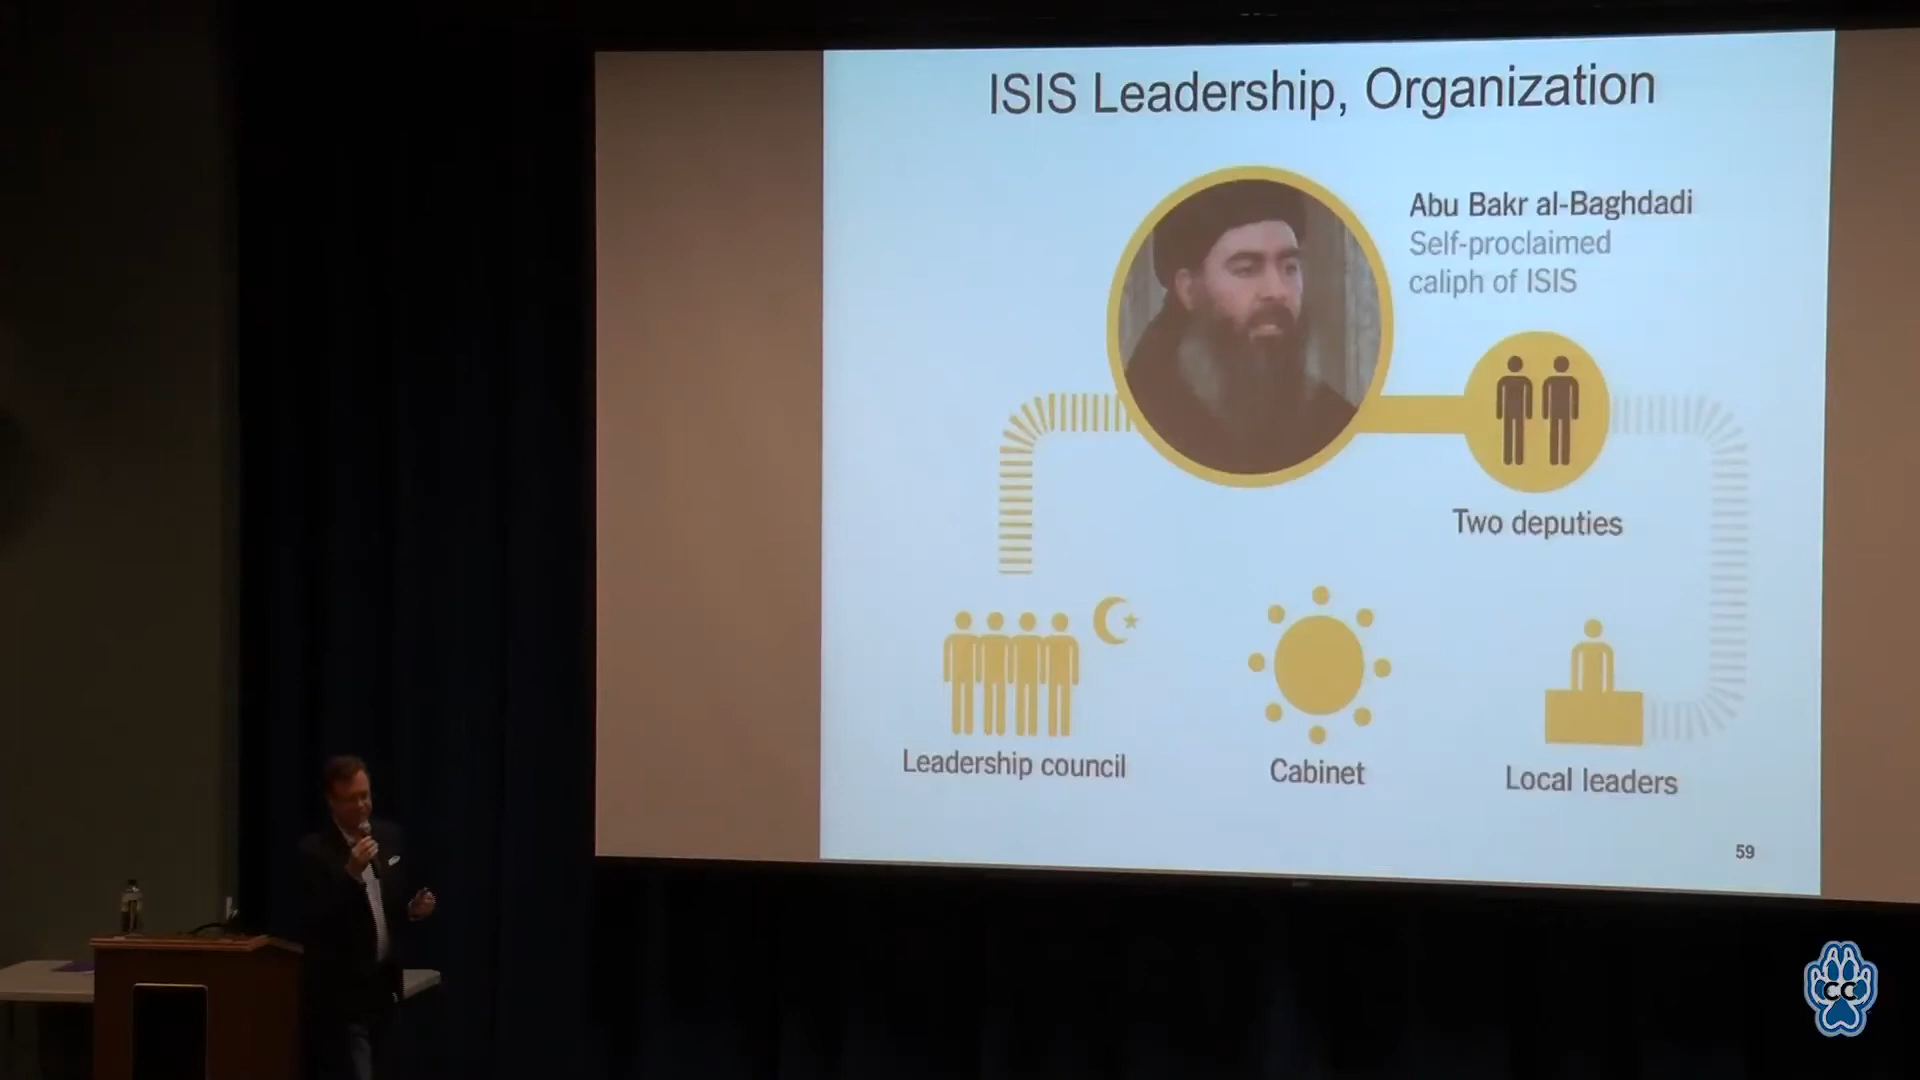 ISIS Leadership, Organization
Abu Bakr al-Baghdadi
Self-proclaimed
caliph of ISIS
Two deputies
Leadership council
Cabinet
Local leaders
59
CC